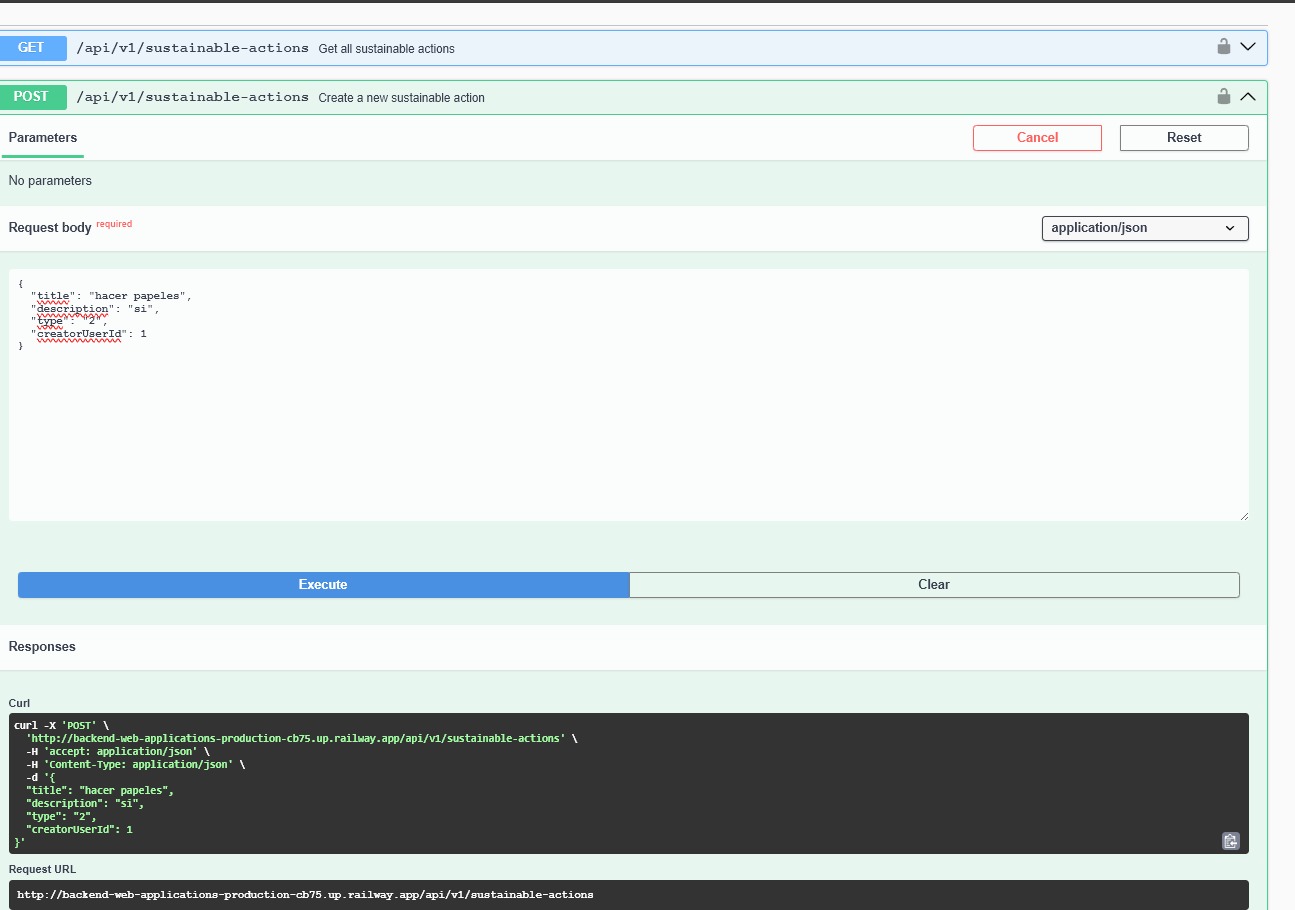 GET /api/v1/sustainable-actions Get all sustainable actions
POST /api/v1/sustainable-actions Create a new sustainable action
Parameters Cancel Reset
No parameters
Request body required application/json
{
"title": "hacer papeles",
"description": "si",
"type": "2",
"creatorUserId": 1
}
Execute Clear
Responses
Curl
curl -X 'POST' \
'http://backend-web-applications-production-cb75.up.railway.app/api/v1/sustainable-actions' \
-H 'accept: application/json' \
-H 'Content-Type: application/json' \
-d '{
"title": "hacer papeles",
"description": "si",
"type": "2",
"creatorUserId": 1
}'
Request URL
http://backend-web-applications-production-cb75.up.railway.app/api/v1/sustainable-actions